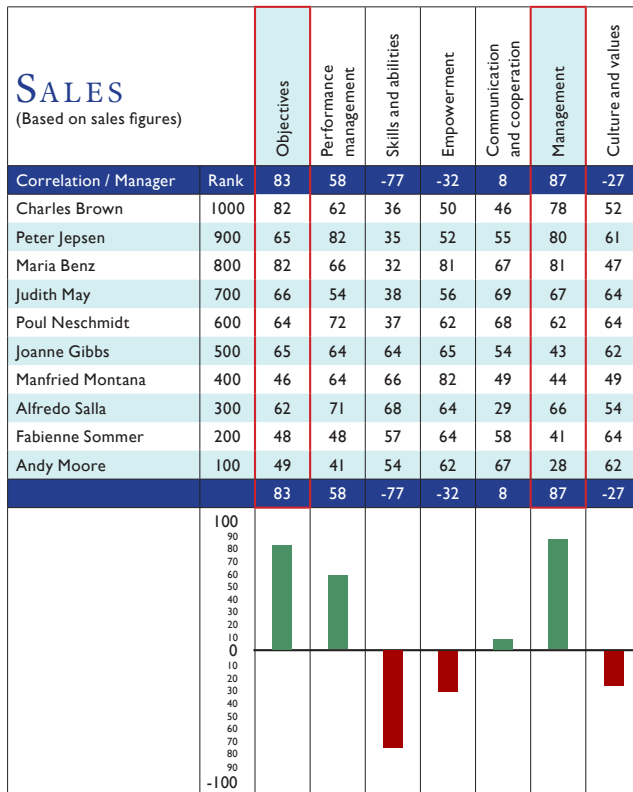 SALES
(Based on sales figures)
Objectives
Performance
management
Skills and abilities
Empowerment
Communication
and cooperation
Management
Culture and values
Correlation / Manager Rank 83 58 -77 -32 8 87 -27
Charles Brown 1000 82 62 36 50 46 78 52
Peter Jepsen 900 65 82 35 52 55 80 61
Maria Benz 800 82 66 32 81 67 81 47
Judith May 700 66 54 38 56 69 67 64
Poul Neschmidt 600 64 72 37 62 68 62 64
Joanne Gibbs 500 65 64 64 65 54 43 62
Manfried Montana 400 46 64 66 82 49 44 49
Alfredo Salla 300 62 71 68 64 29 66 54
Fabienne Sommer 200 48 48 57 64 58 41 64
Andy Moore 100 49 41 54 62 67 28 62
83 58 -77 -32 8 87 -27
100
90
80
70
60
50
40
30
20
10
0
10
20
30
40
50
60
70
80
90
-100